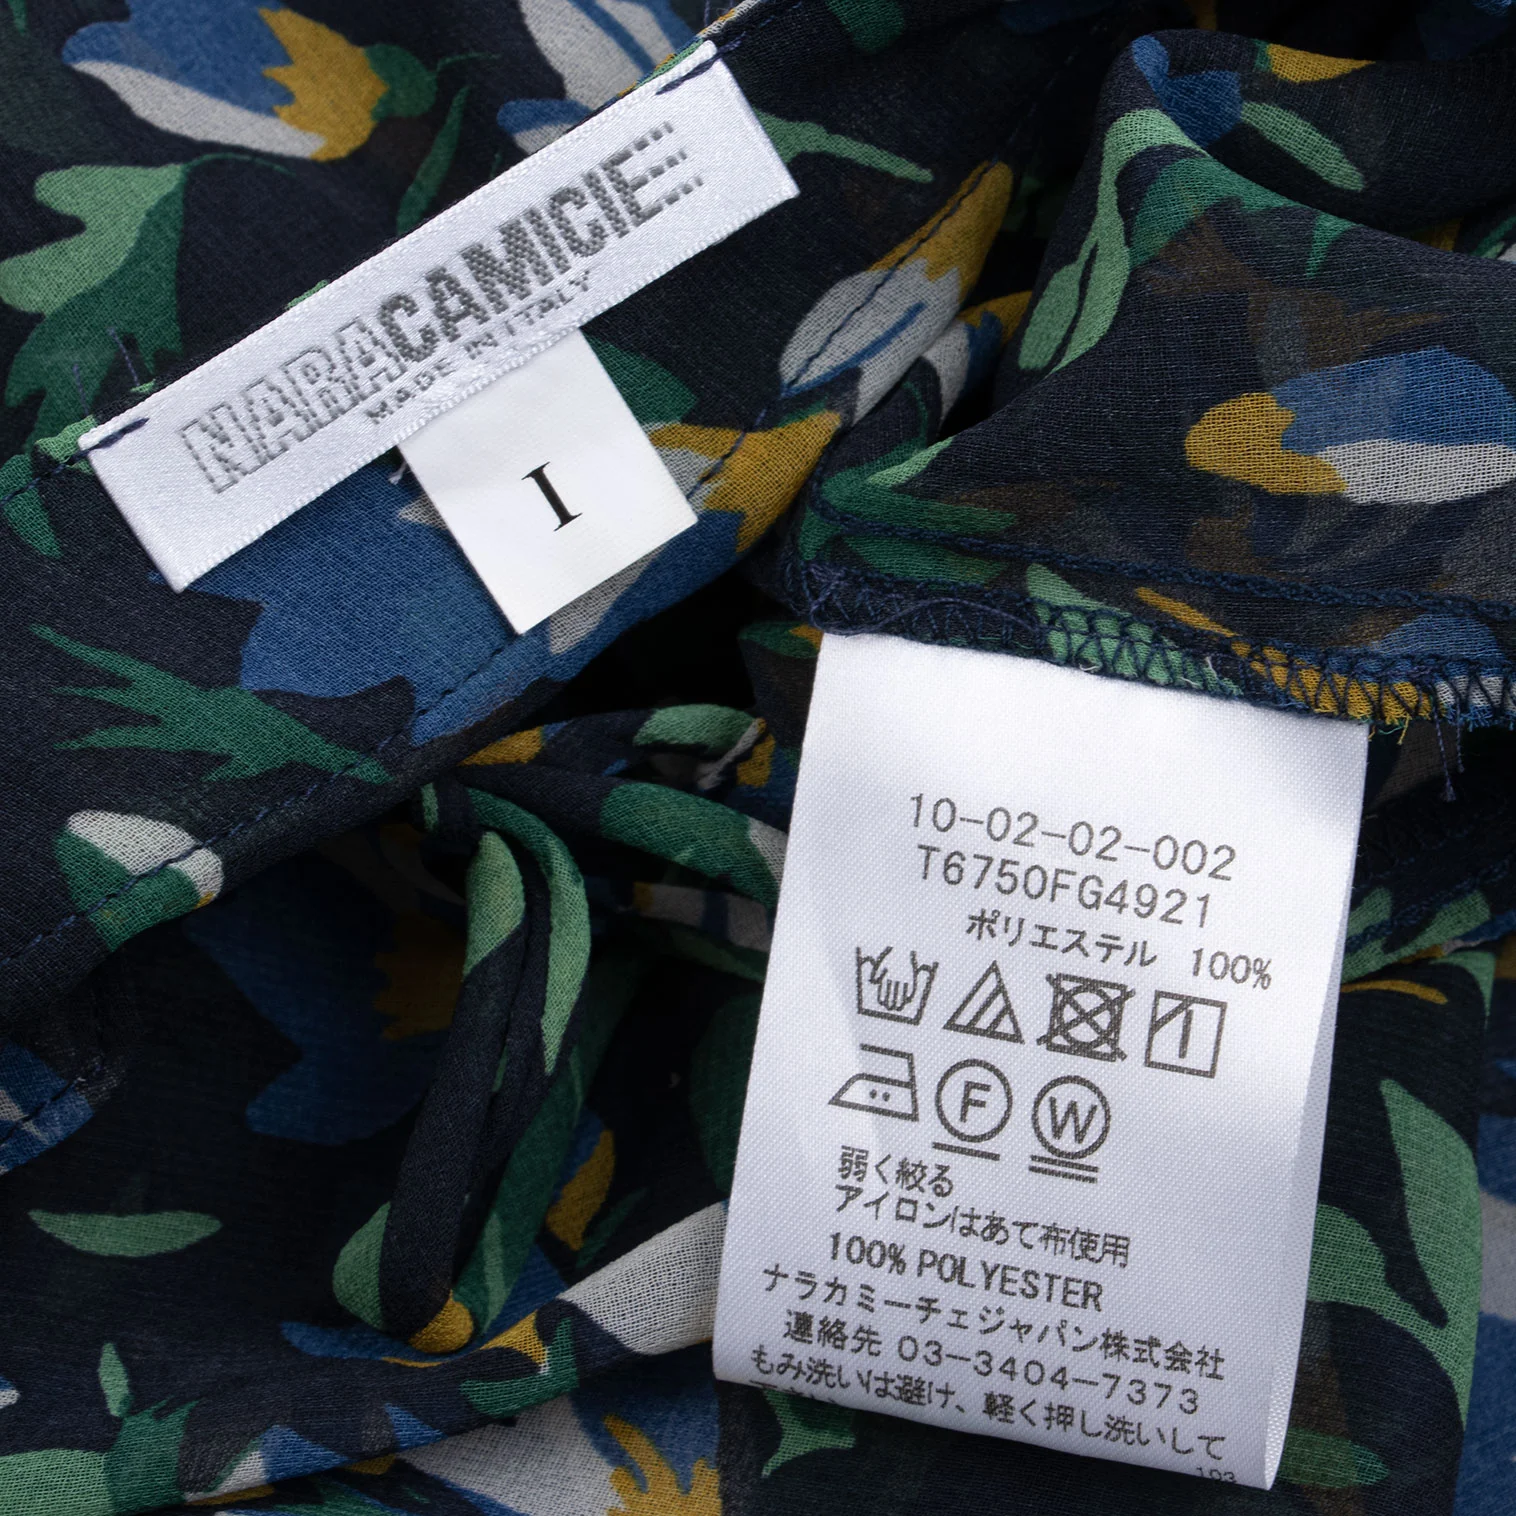 NARACAMICIE
MADE IN ITALY
I
10-02-02-002
T6750FG4921
ポリエステル 100%
F W
弱く絞る
アイロンはあて布使用
100% POLYESTER
ナラカミーチェジャパン株式会社
連絡先 03-3404-7373
もみ洗いは避け、軽く押し洗いして
103